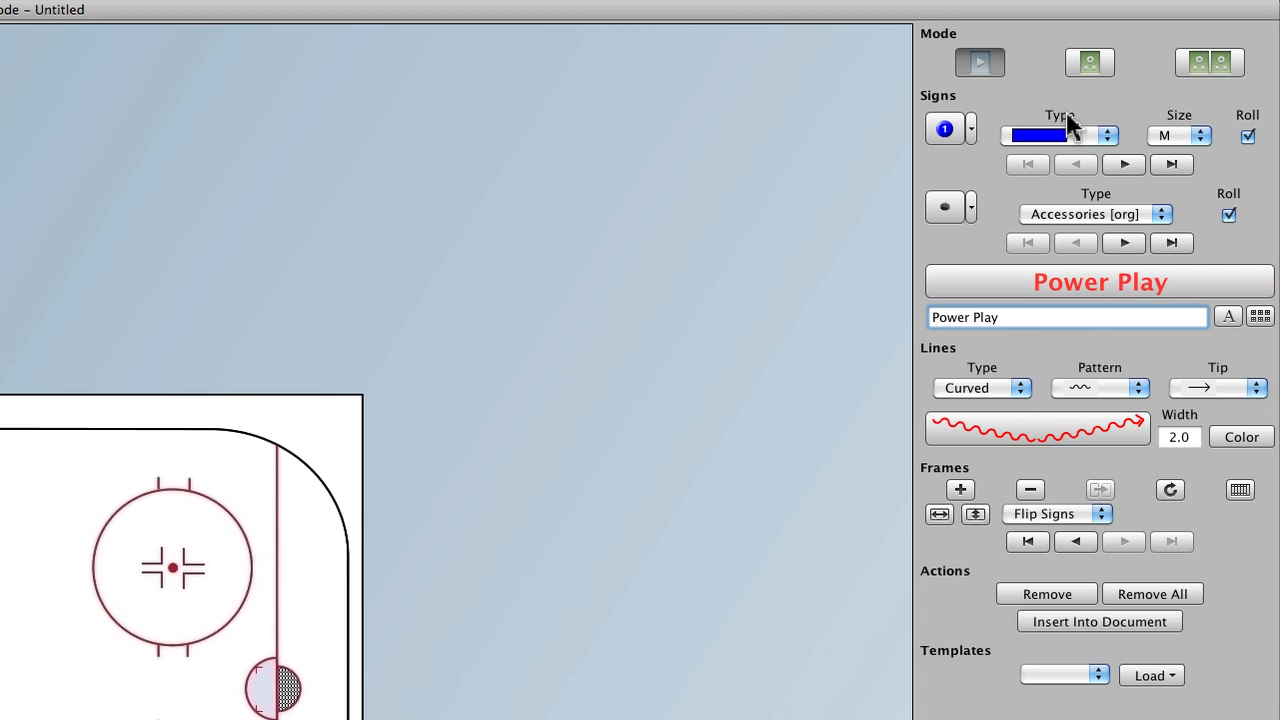 ode – Untitled
Mode
Signs
Type Size Roll
1 M
Type Roll
Accessories [org]
Power Play
Power Play A
Lines
Type Pattern Tip
Curved
Width
2.0 Color
Frames
Flip Signs
Actions
Remove Remove All
Insert Into Document
Templates
Load